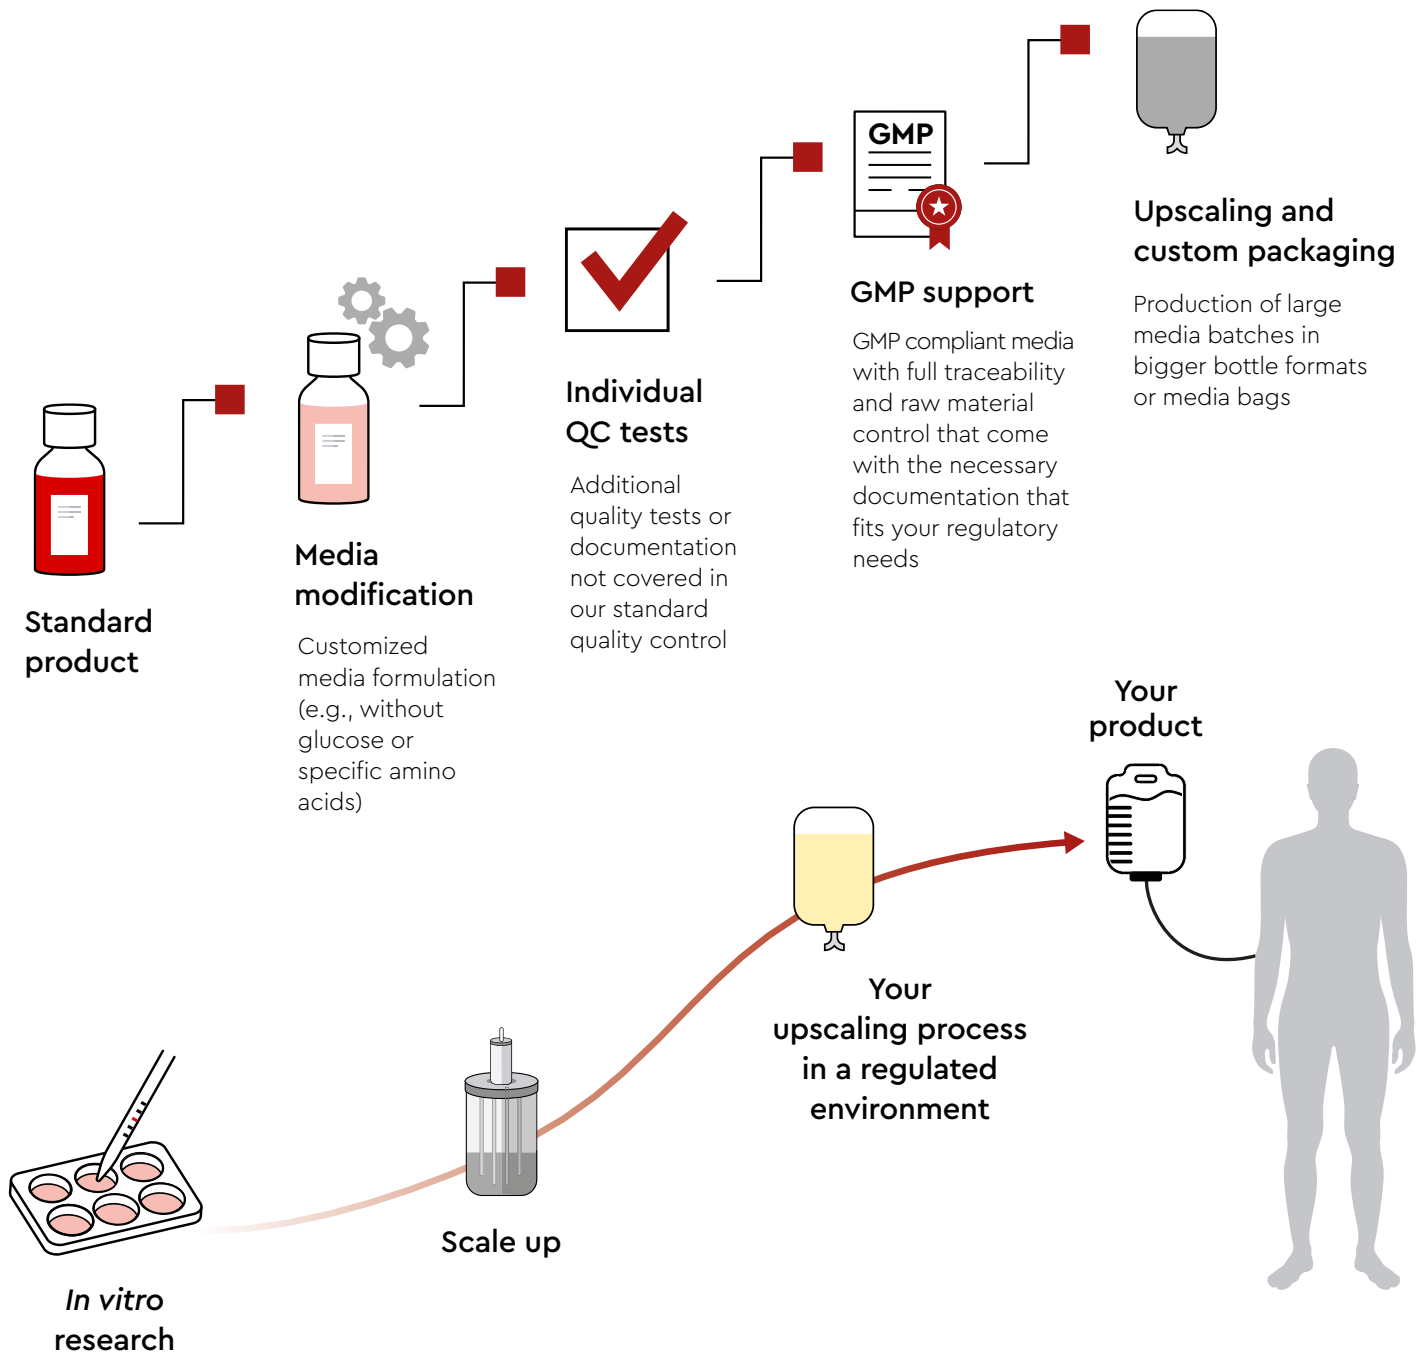 Standard
product
Media
modification
Customized
media formulation
(e.g., without
glucose or
specific amino
acids)
Individual
QC tests
Additional
quality tests or
documentation
not covered in
our standard
quality control
GMP
GMP support
GMP compliant media
with full traceability
and raw material
control that come
with the necessary
documentation that
fits your regulatory
needs
Upscaling and
custom packaging
Production of large
media batches in
bigger bottle formats
or media bags
In vitro
research
Scale up
Your
upscaling process
in a regulated
environment
Your
product